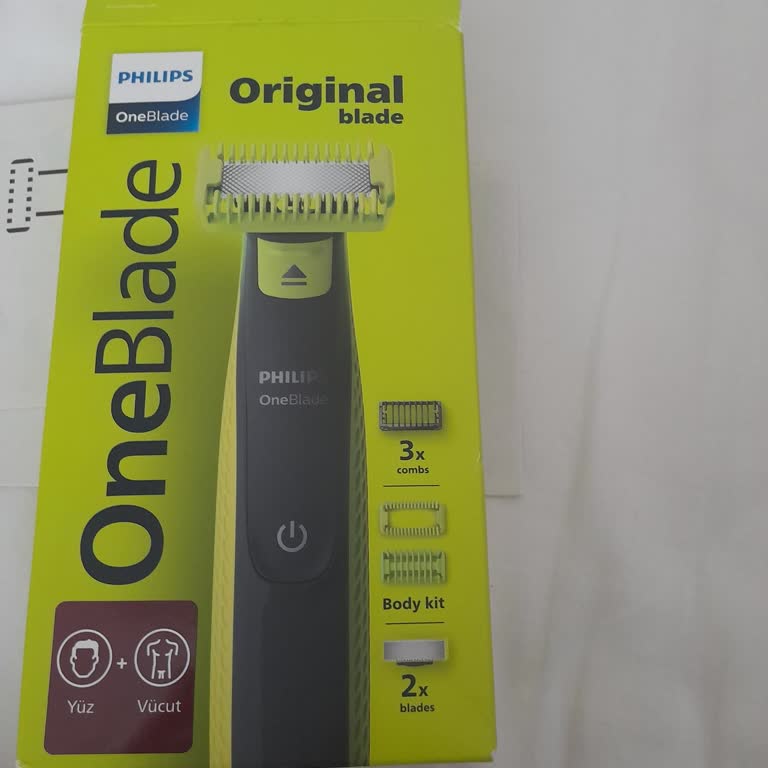 PHILIPS
OneBlade
Original
blade
OneBlade
PHILIPS
OneBlade
3x
combs
Body kit
2x
blades
Yüz + Vücut